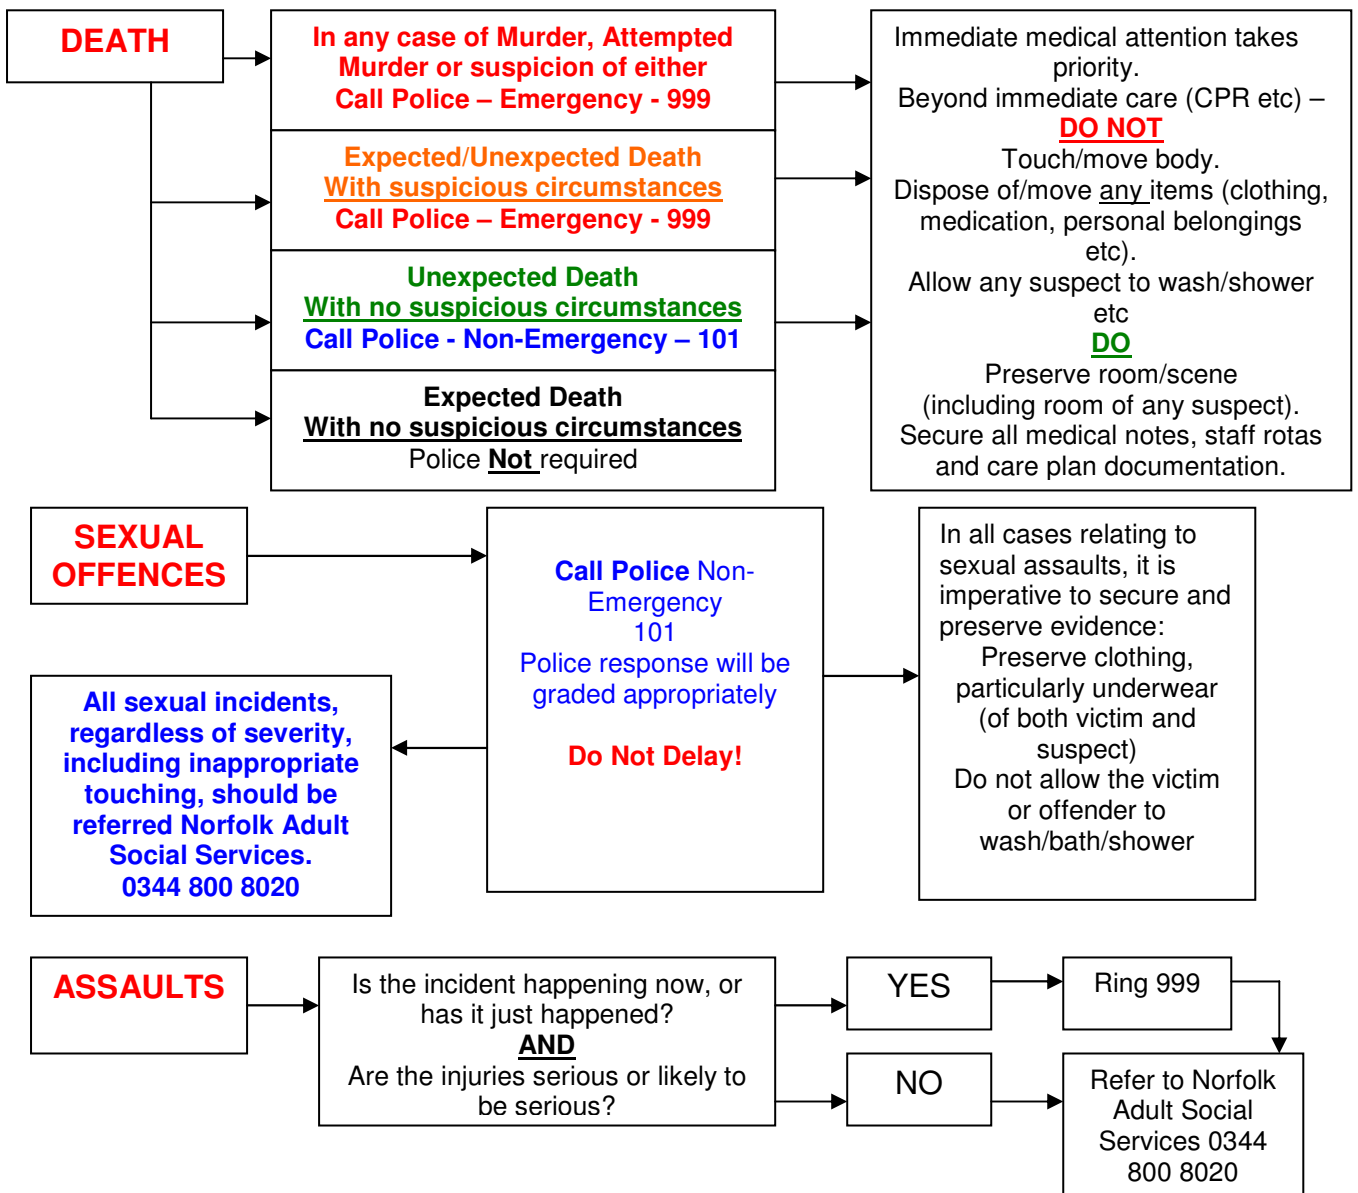 DEATH
In any case of Murder, Attempted
Murder or suspicion of either
Call Police – Emergency - 999
Expected/Unexpected Death
With suspicious circumstances
Call Police – Emergency - 999
Unexpected Death
With no suspicious circumstances
Call Police - Non-Emergency – 101
Expected Death
With no suspicious circumstances
Police Not required
Immediate medical attention takes
priority.
Beyond immediate care (CPR etc) –
DO NOT
Touch/move body.
Dispose of/move any items (clothing,
medication, personal belongings
etc).
Allow any suspect to wash/shower
etc
DO
Preserve room/scene
(including room of any suspect).
Secure all medical notes, staff rotas
and care plan documentation.
SEXUAL
OFFENCES
Call Police Non-
Emergency
101
Police response will be
graded appropriately
Do Not Delay!
All sexual incidents,
regardless of severity,
including inappropriate
touching, should be
referred Norfolk Adult
Social Services.
0344 800 8020
In all cases relating to
sexual assaults, it is
imperative to secure and
preserve evidence:
Preserve clothing,
particularly underwear
(of both victim and
suspect)
Do not allow the victim
or offender to
wash/bath/shower
ASSAULTS
Is the incident happening now, or
has it just happened?
AND
Are the injuries serious or likely to
be serious?
YES
Ring 999
NO
Refer to Norfolk
Adult Social
Services 0344
800 8020